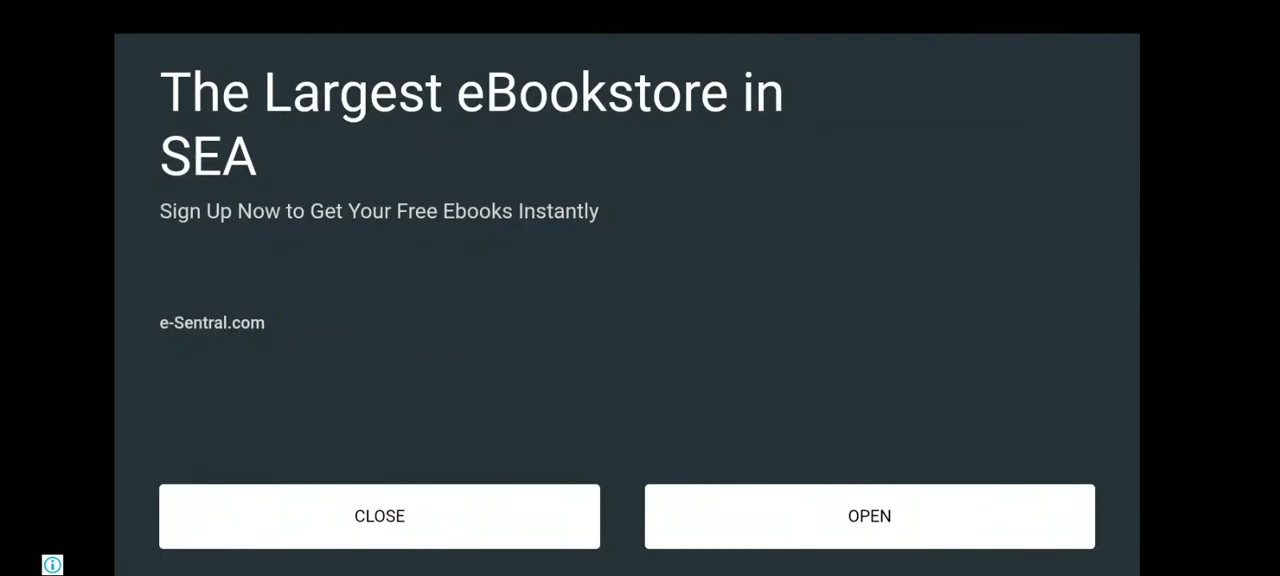 The Largest eBookstore in
SEA
Sign Up Now to Get Your Free Ebooks Instantly
e-Sentral.com
CLOSE
OPEN